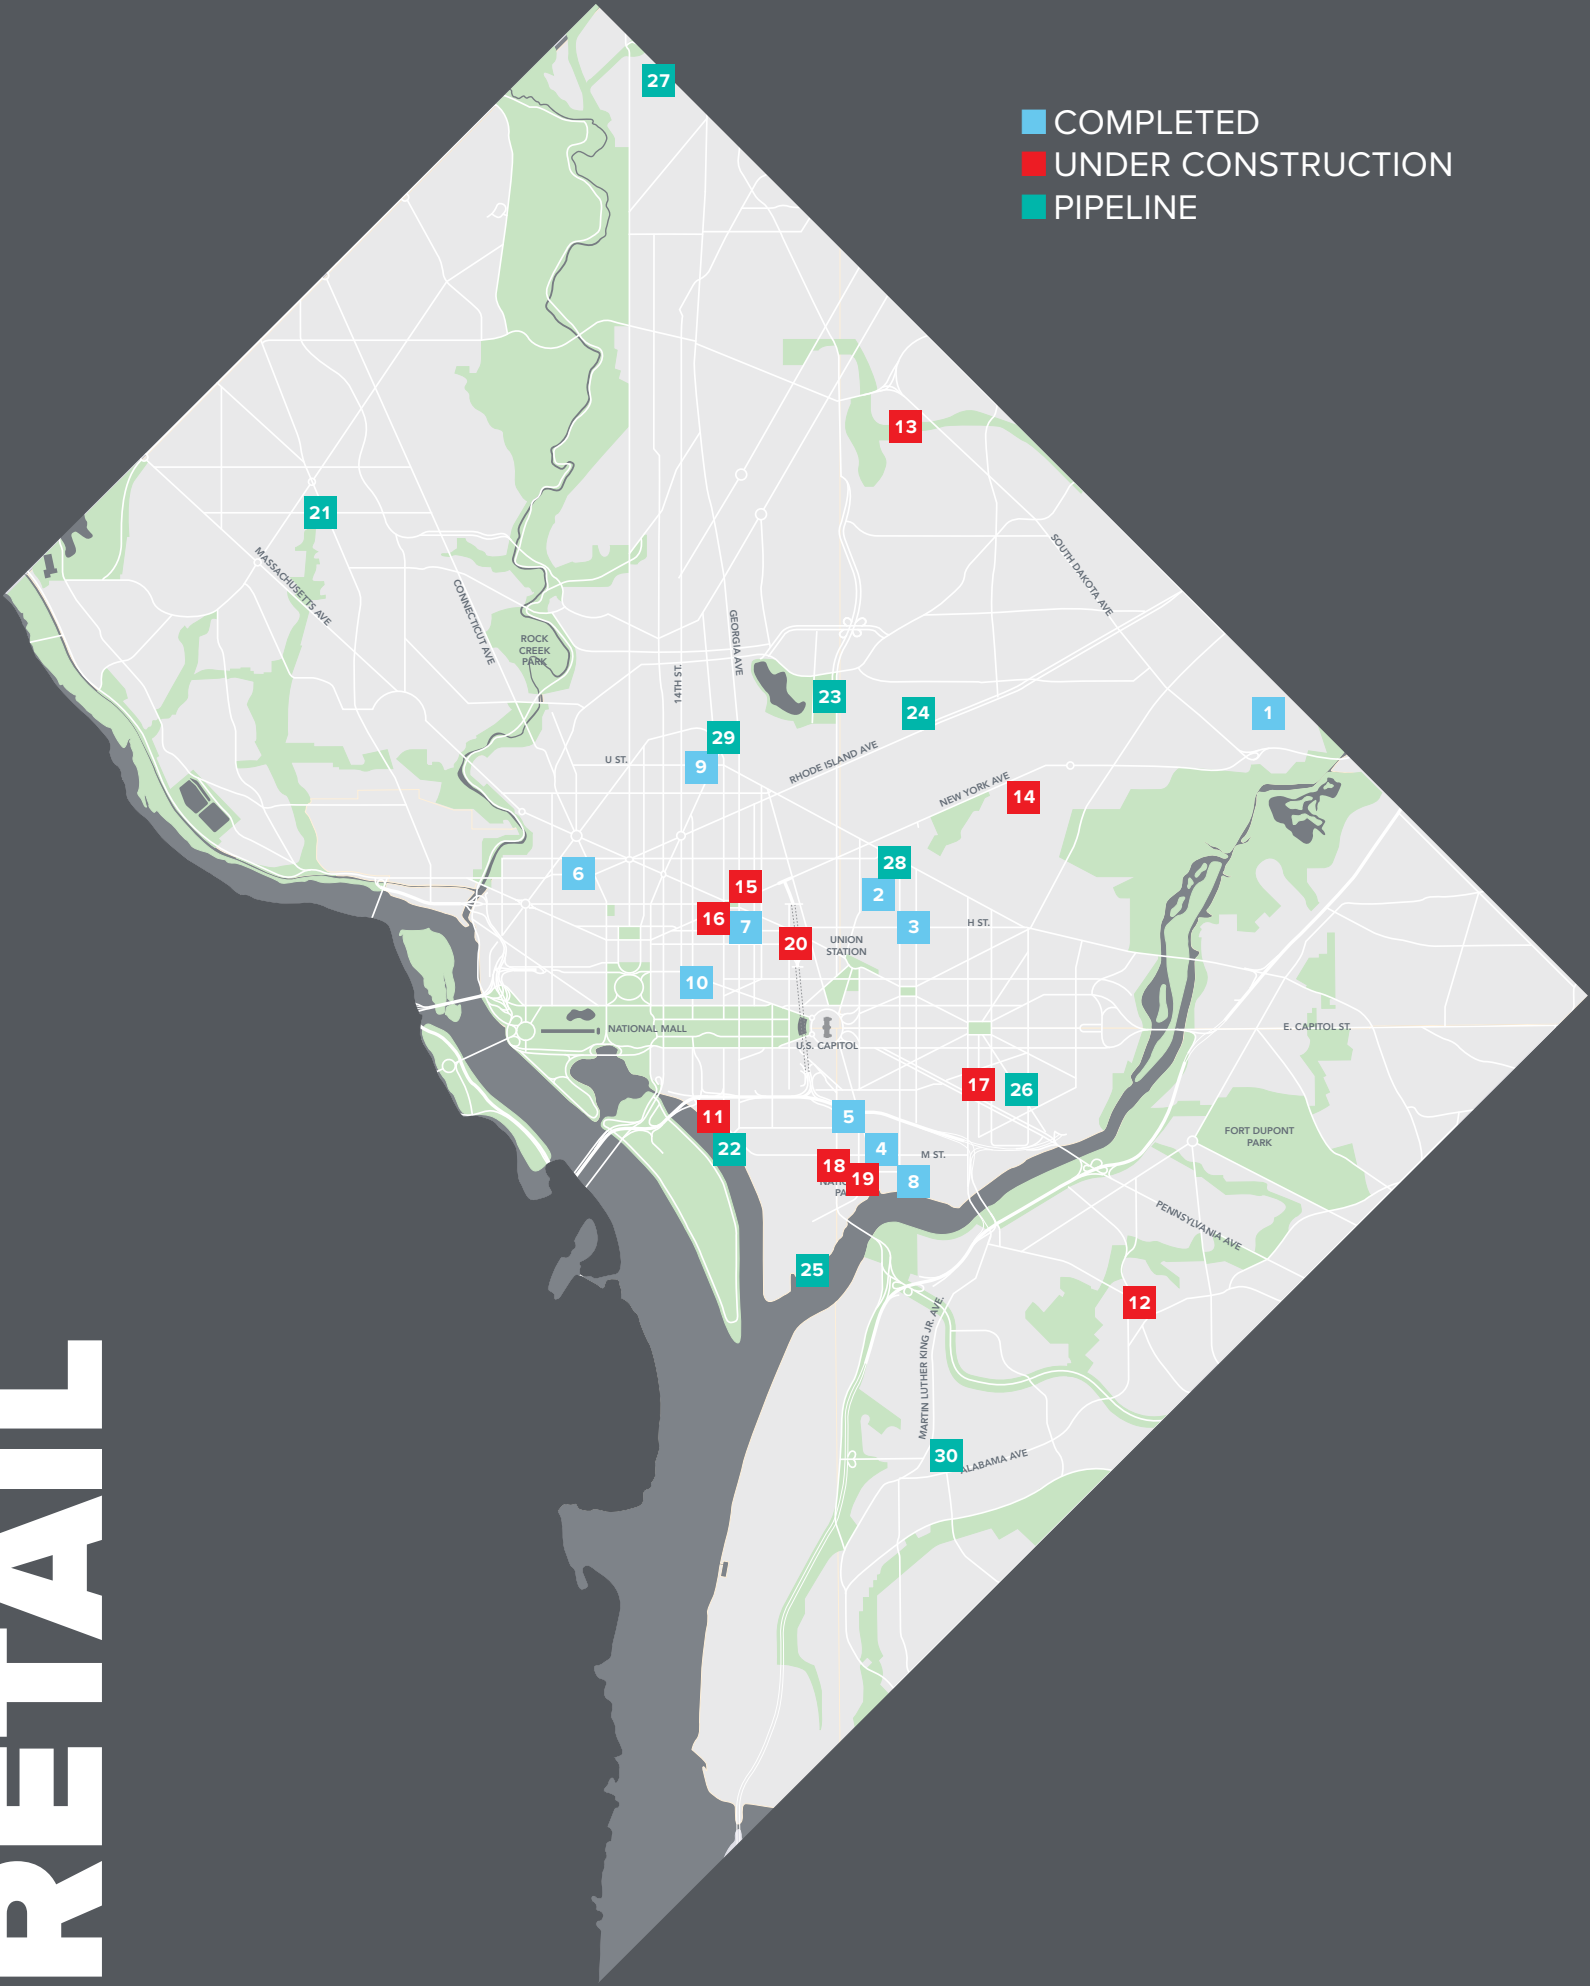 27
COMPLETED
UNDER CONSTRUCTION
PIPELINE
13
21
MASSACHUSETTS AVE
CONNECTICUT AVE
SOUTH DAKOTA AVE
ROCK
CREEK
PARK
GEORGIA AVE
14TH ST.
23
24
1
29
9
U ST.
RHODE ISLAND AVE
NEW YORK AVE
14
28
6
15
2
16
7
3
H ST.
20
UNION
STATION
10
NATIONAL MALL
U.S. CAPITOL
E. CAPITOL ST.
17
26
11
5
22
4
M ST.
FORT DUPONT
PARK
18
19
8
PENNSYLVANIA AVE
25
12
MARTIN LUTHER KING JR. AVE.
30
ALABAMA AVE
RETAIL